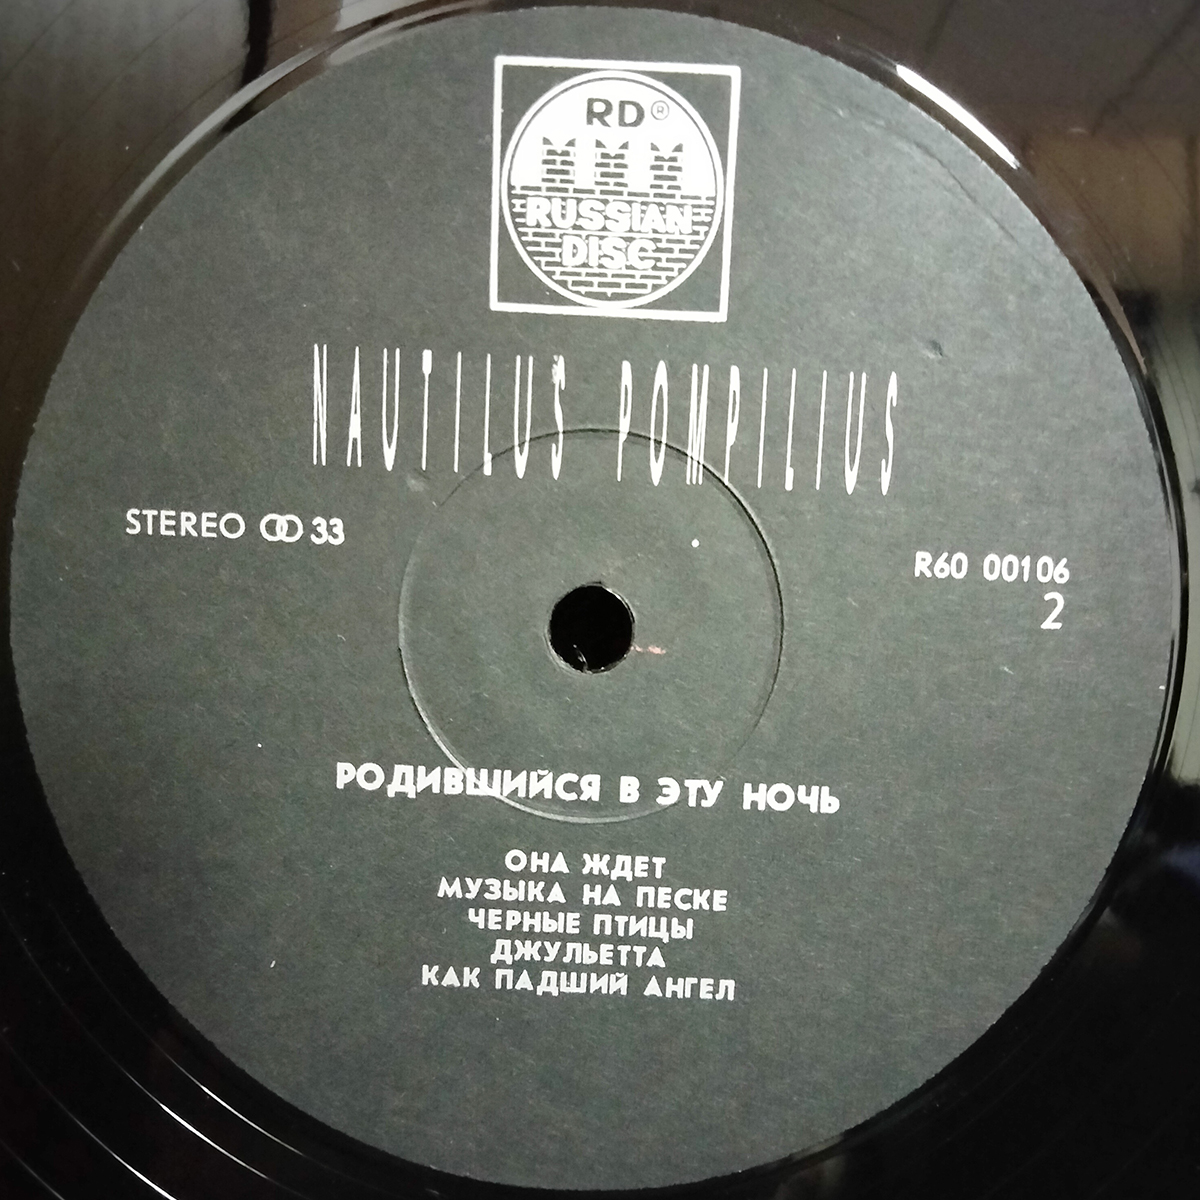 RD®
RUSSIAN
DISC
NAUTILUS POMPILIUS
STEREO 33
R60 00106
2
РОДИВШИЙСЯ В ЭТУ НОЧЬ
ОНА ЖДЕТ
МУЗЫКА НА ПЕСКЕ
ЧЕРНЫЕ ПТИЦЫ
ДЖУЛЬЕТТА
КАК ПАДШИЙ АНГЕЛ